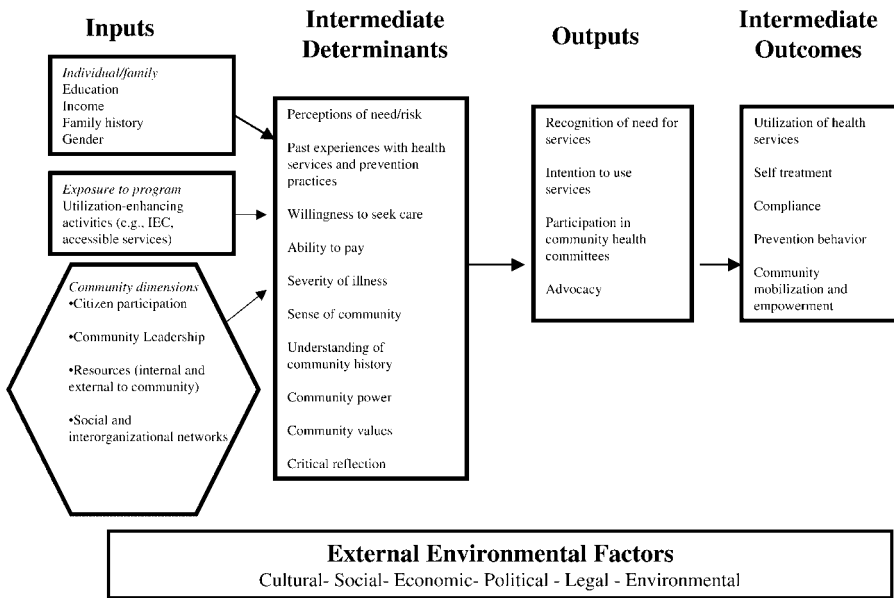 Inputs
Individual/family
Education
Income
Family history
Gender
Exposure to program
Utilization-enhancing
activities (e.g., IEC,
accessible services)
Community dimensions
•Citizen participation
•Community Leadership
•Resources (internal and
external to community)
•Social and
interorganizational networks
Intermediate
Determinants
Perceptions of need/risk
Past experiences with health
services and prevention
practices
Willingness to seek care
Ability to pay
Severity of illness
Sense of community
Understanding of
community history
Community power
Community values
Critical reflection
Outputs
Recognition of need for
services
Intention to use
services
Participation in
community health
committees
Advocacy
Intermediate
Outcomes
Utilization of health
services
Self treatment
Compliance
Prevention behavior
Community
mobilization and
empowerment
External Environmental Factors
Cultural- Social- Economic- Political - Legal - Environmental